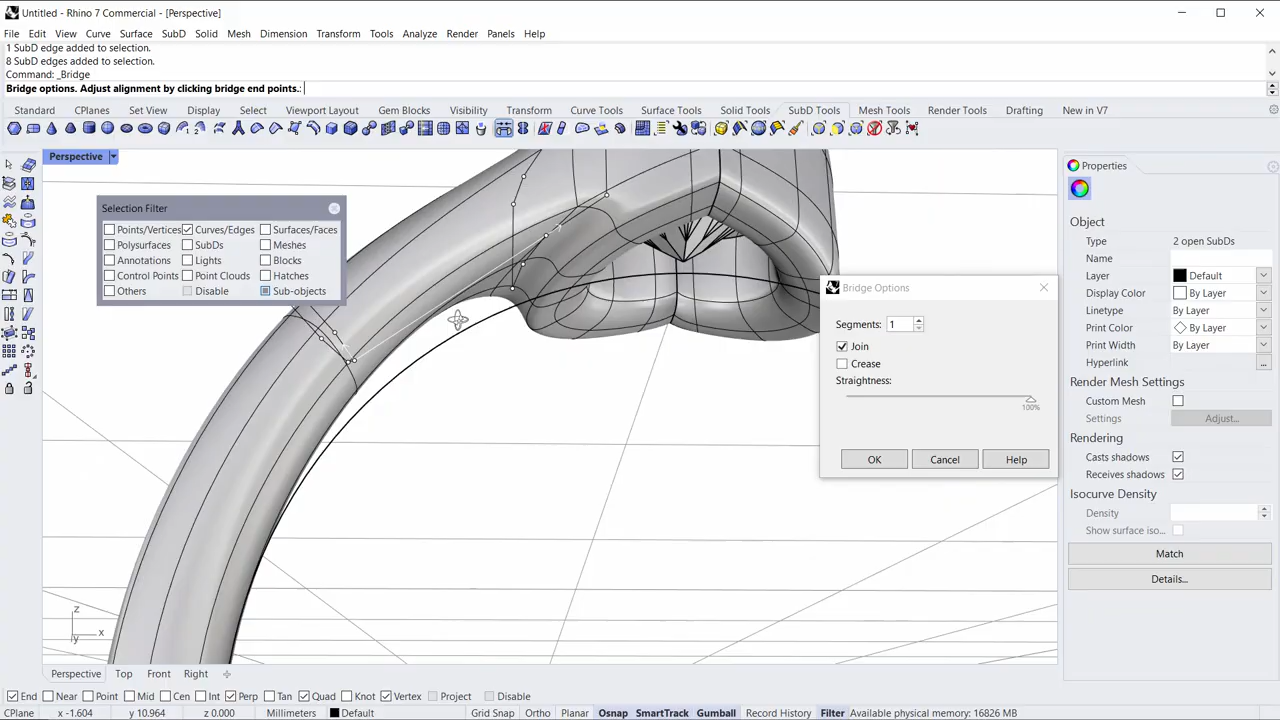 Untitled - Rhino 7 Commercial - [Perspective]
File Edit View Curve Surface SubD Solid Mesh Dimension Transform Tools Analyze Render Panels Help
1 SubD edge added to selection.
8 SubD edges added to selection.
Command: _Bridge
Bridge options. Adjust alignment by clicking bridge end points.:
Standard CPlanes Set View Display Select Viewport Layout Gem Blocks Visibility Transform Curve Tools Surface Tools Solid Tools SubD Tools Mesh Tools Render Tools Drafting New in V7
Perspective
Selection Filter
Points/Vertices Curves/Edges Surfaces/Faces
Polysurfaces SubDs Meshes
Annotations Lights Blocks
Control Points Point Clouds Hatches
Others Disable Sub-objects
Bridge Options
Segments: 1
Join
Crease
Straightness:
100%
OK Cancel Help
Properties
Object
Type 2 open SubDs
Name
Layer Default
Display Color By Layer
Linetype By Layer
Print Color By Layer
Print Width By Layer
Hyperlink ...
Render Mesh Settings
Custom Mesh
Settings Adjust...
Rendering
Casts shadows
Receives shadows
Isocurve Density
Density
Show surface iso...
Match
Details...
z
y x
Perspective Top Front Right
End Near Point Mid Cen Int Perp Tan Quad Knot Vertex Project Disable
CPlane x -1.604 y 10.964 z 0.000 Millimeters Default Grid Snap Ortho Planar Osnap SmartTrack Gumball Record History Filter Available physical memory: 16826 MB